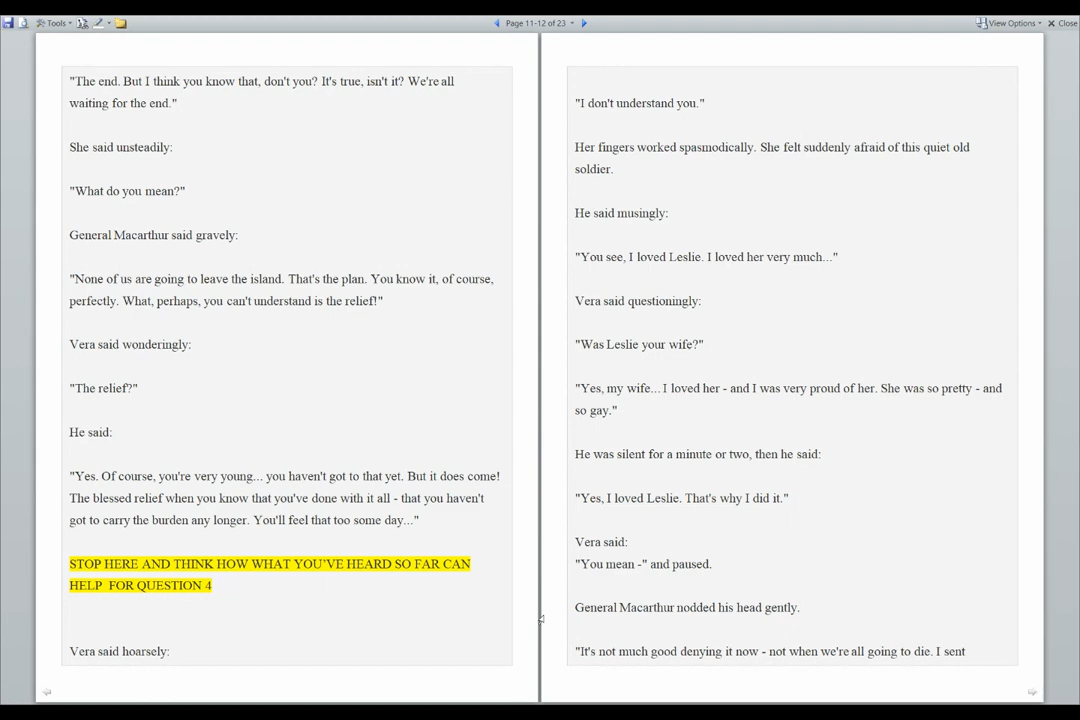 Tools
Page 11-12 of 23
View Options
Close
"The end. But I think you know that, don't you? It's true, isn't it? We're all
waiting for the end."
She said unsteadily:
"What do you mean?"
General Macarthur said gravely:
"None of us are going to leave the island. That's the plan. You know it, of course,
perfectly. What, perhaps, you can't understand is the relief!"
Vera said wonderingly:
"The relief?"
He said:
"Yes. Of course, you're very young... you haven't got to that yet. But it does come!
The blessed relief when you know that you've done with it all - that you haven't
got to carry the burden any longer. You'll feel that too some day..."
STOP HERE AND THINK HOW WHAT YOU'VE HEARD SO FAR CAN
HELP FOR QUESTION 4
Vera said hoarsely:
"I don't understand you."
Her fingers worked spasmodically. She felt suddenly afraid of this quiet old
soldier.
He said musingly:
"You see, I loved Leslie. I loved her very much..."
Vera said questioningly:
"Was Leslie your wife?"
"Yes, my wife... I loved her - and I was very proud of her. She was so pretty - and
so gay."
He was silent for a minute or two, then he said:
"Yes, I loved Leslie. That's why I did it."
Vera said:
"You mean -" and paused.
General Macarthur nodded his head gently.
"It's not much good denying it now - not when we're all going to die. I sent